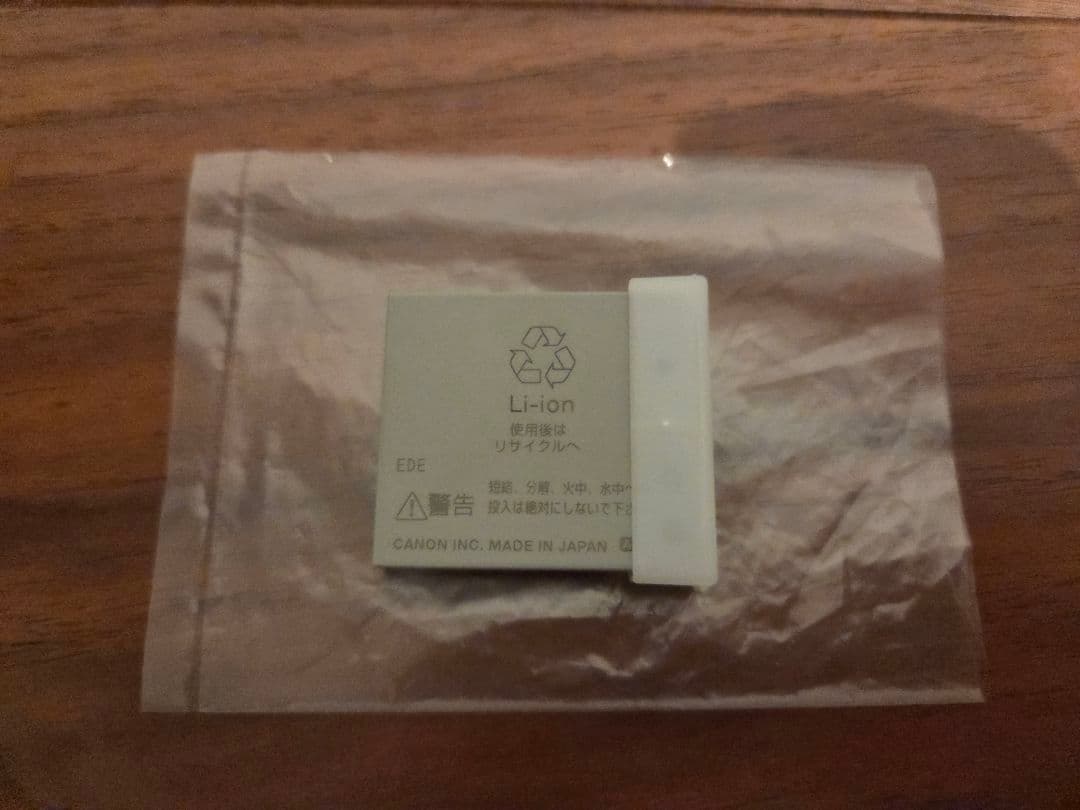 Li-ion
使用後は
リサイクルへ
EDE
警告
短絡、分解、火中、水中へ
投入は絶対にしないで下さ
CANON INC. MADE IN JAPAN